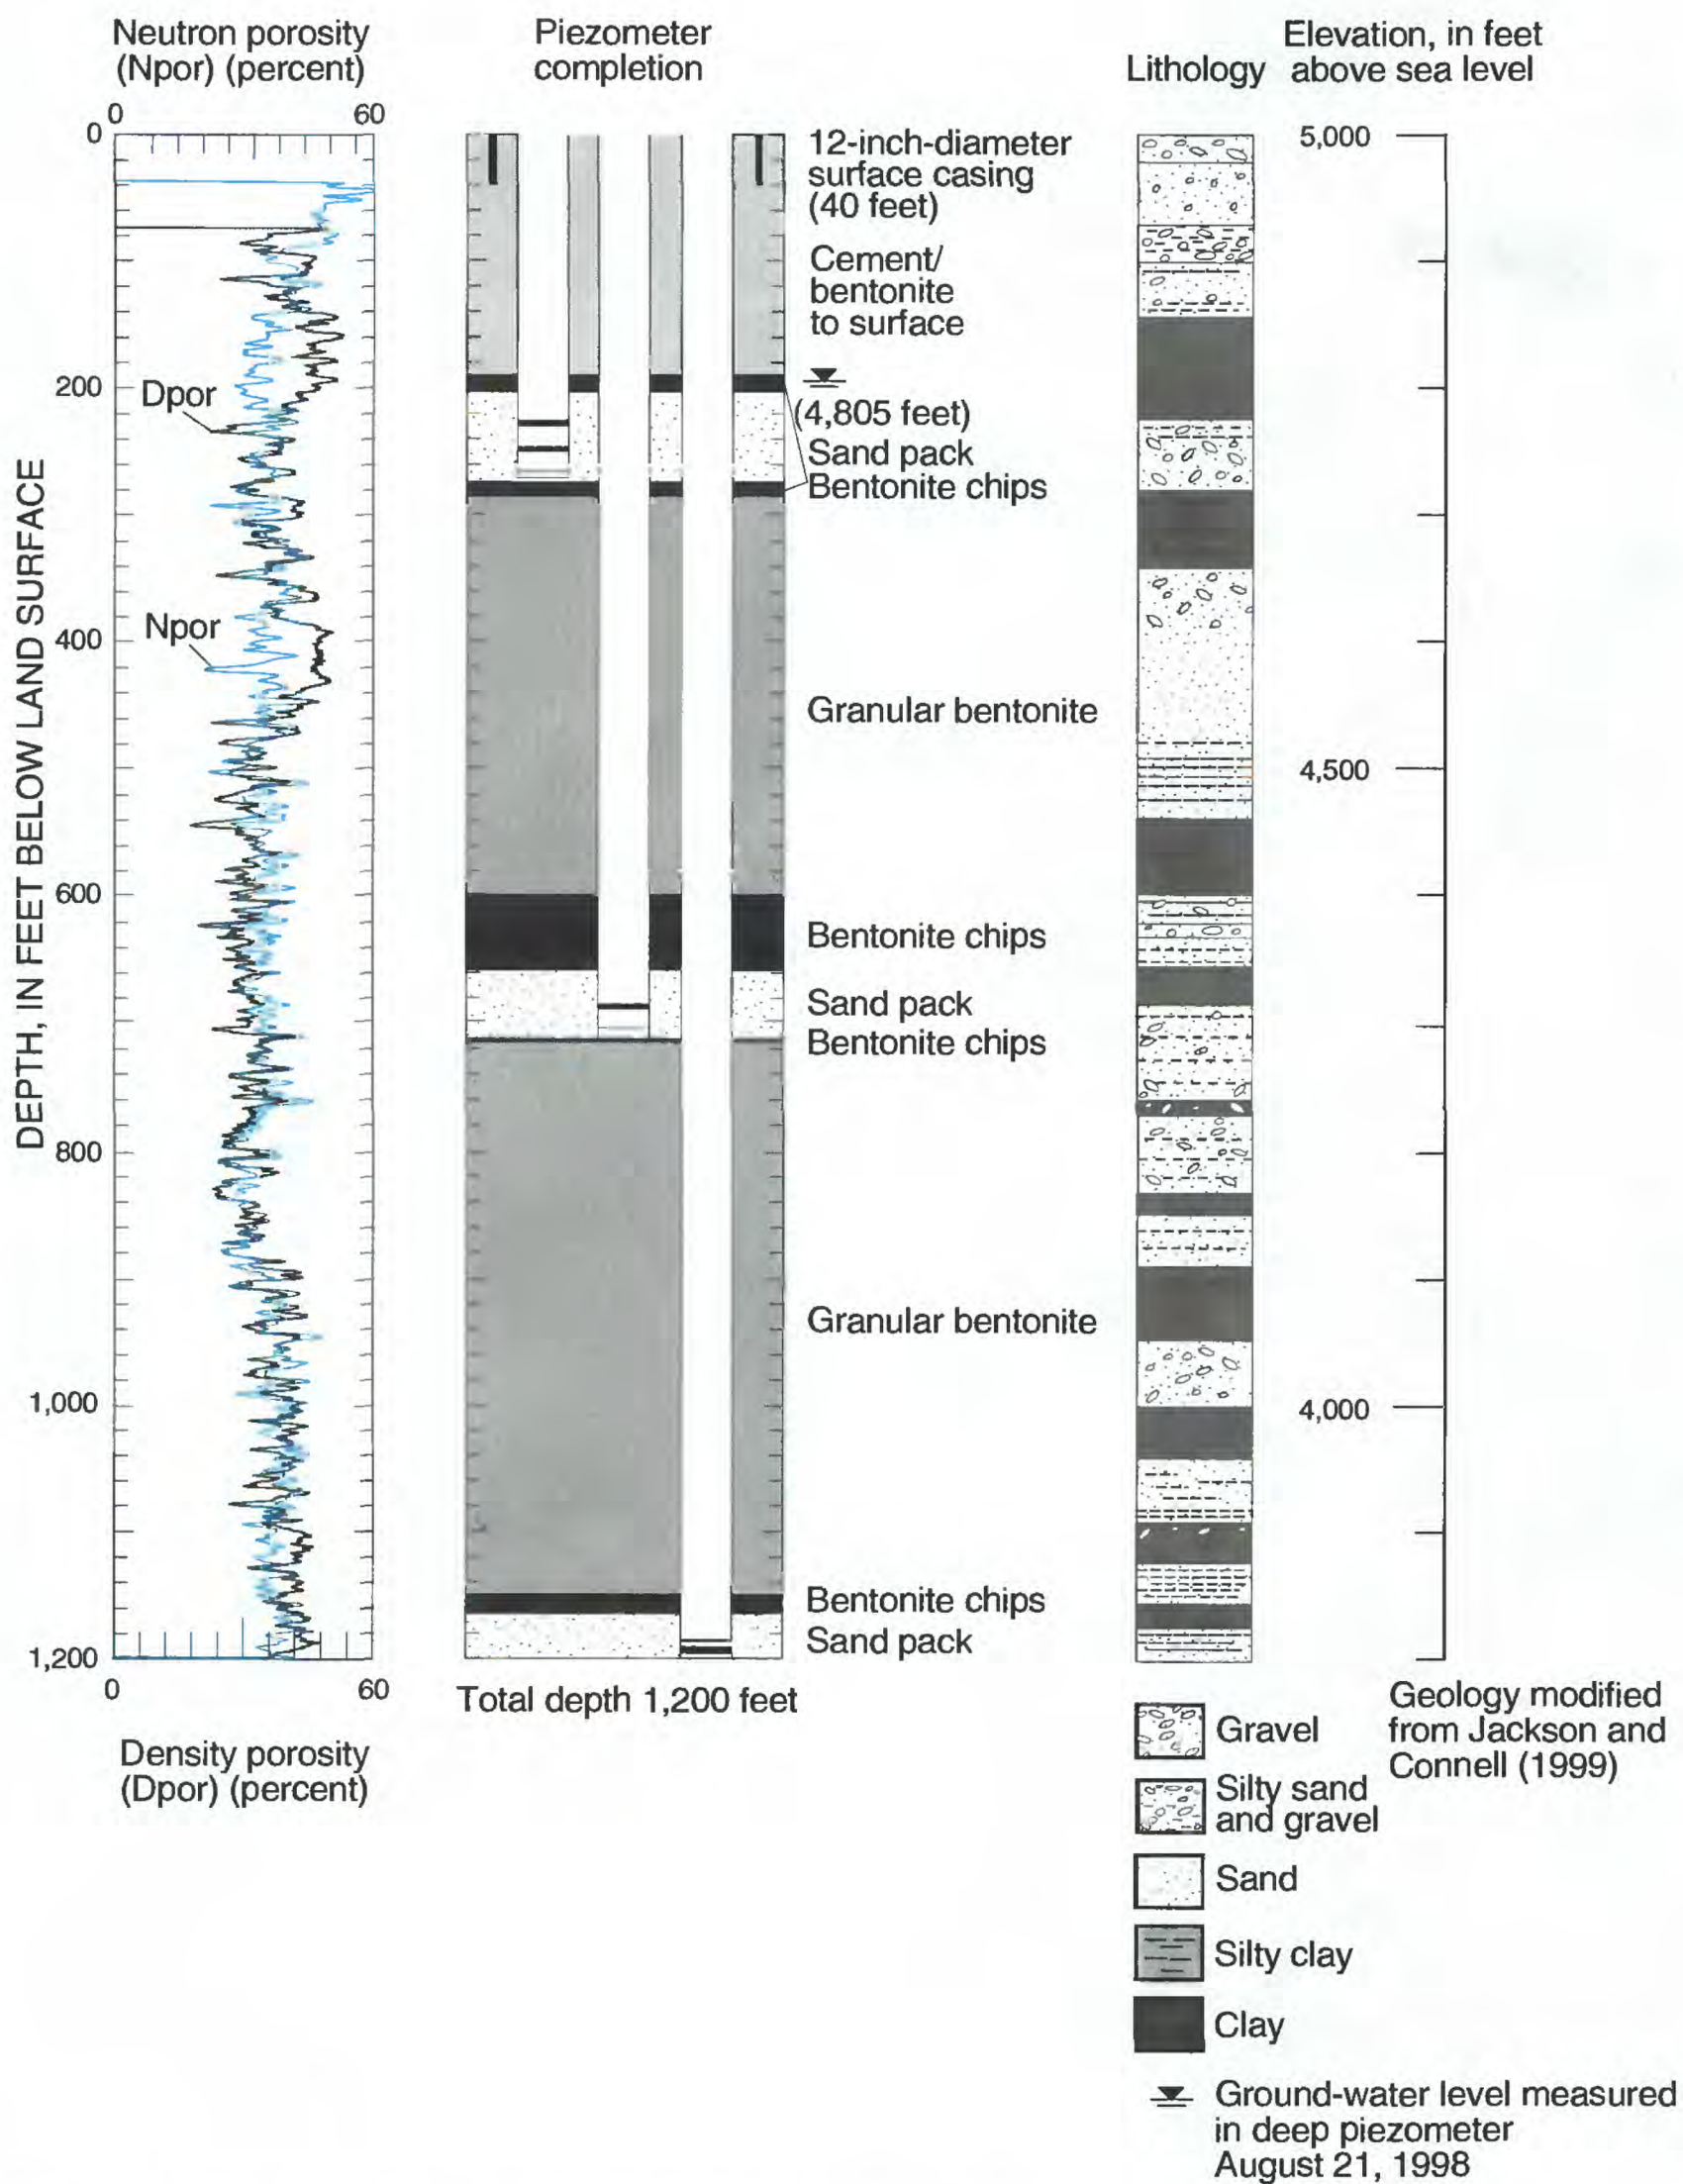 Neutron porosity
(Npor) (percent)
0 60
Piezometer
completion
Lithology
Elevation, in feet
above sea level
DEPTH, IN FEET BELOW LAND SURFACE
0
200
400
600
800
1,000
1,200
Dpor
Npor
0 60
Density porosity
(Dpor) (percent)
12-inch-diameter
surface casing
(40 feet)
Cement/
bentonite
to surface
(4,805 feet)
Sand pack
Bentonite chips
Granular bentonite
Bentonite chips
Sand pack
Bentonite chips
Granular bentonite
Bentonite chips
Sand pack
Total depth 1,200 feet
5,000
4,500
4,000
Geology modified
from Jackson and
Connell (1999)
Gravel
Silty sand
and gravel
Sand
Silty clay
Clay
Ground-water level measured
in deep piezometer
August 21, 1998